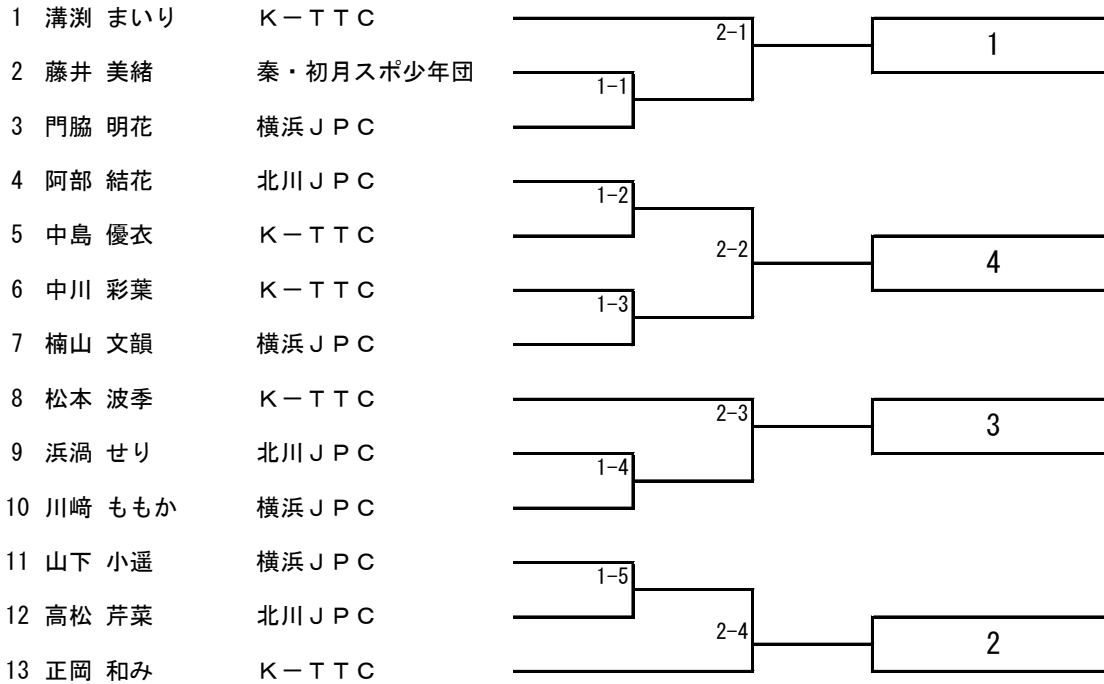 1 溝渕 まいり K－TTC
2-1
1
2 藤井 美緒 秦・初月スポ少年団
1-1
3 門脇 明花 横浜JPC
4 阿部 結花 北川JPC
1-2
5 中島 優衣 K－TTC
2-2
4
6 中川 彩葉 K－TTC
1-3
7 楠山 文韻 横浜JPC
8 松本 波季 K－TTC
2-3
3
9 浜渦 せり 北川JPC
1-4
10 川﨑 ももか 横浜JPC
11 山下 小遥 横浜JPC
1-5
12 高松 芹菜 北川JPC
2-4
2
13 正岡 和み K－TTC